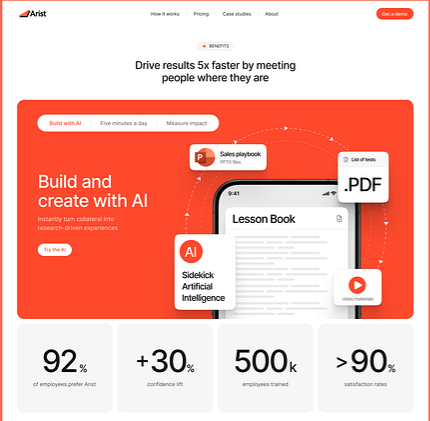 Arist
How it works
Pricing
Case studies
About
Get a demo
BENEFITS
Drive results 5x faster by meeting
people where they are
Build with AI
Five minutes a day
Measure impact
Build and
create with AI
Instantly turn collateral into
research-driven experiences
Try the AI
P
Sales playbook
PPTX files
List of tests
.PDF
9:41
Lesson Book
AI
Sidekick
Artificial
Intelligence
video materials
92%
of employees prefer Arist
+30%
confidence lift
500k
employees trained
>90%
satisfaction rates